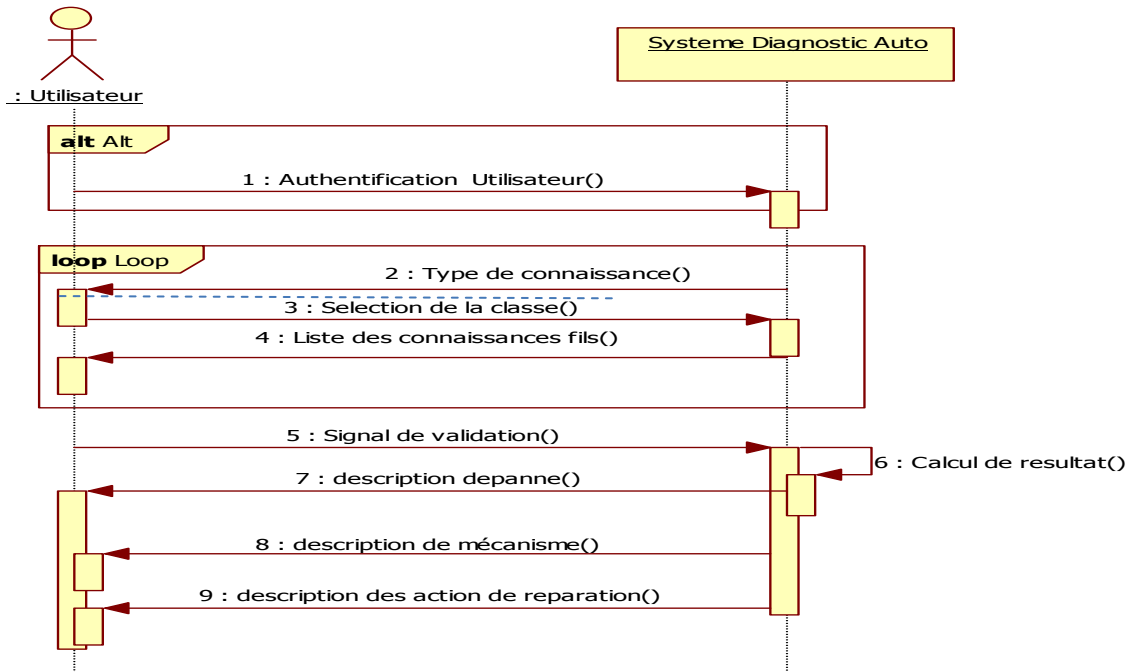 Systeme Diagnostic Auto
: Utilisateur
alt Alt
1 : Authentification Utilisateur()
loop Loop
2 : Type de connaissance()
3 : Selection de la classe()
4 : Liste des connaissances fils()
5 : Signal de validation()
6 : Calcul de resultat()
7 : description depanne()
8 : description de mécanisme()
9 : description des action de reparation()